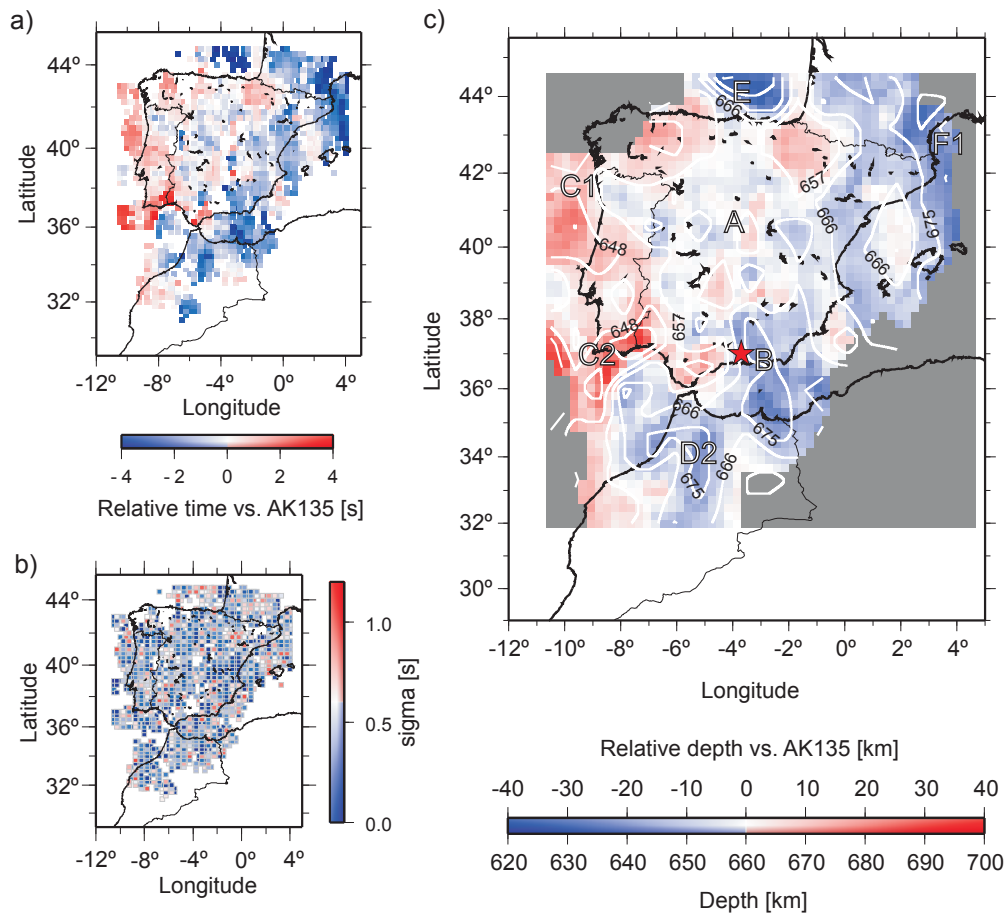 a)
44º
40º
36º
32º
Latitude
-12º -8º -4º 0º 4º
Longitude
-4 -2 0 2 4
Relative time vs. AK135 [s]
b)
44º
40º
36º
32º
Latitude
-12º -8º -4º 0º 4º
Longitude
1.0
0.5
0.0
sigma [s]
c)
44º
42º
40º
38º
36º
34º
32º
30º
Latitude
E
666
F1
C1
657
A
666
675
648
666
648
657
C2
B
666
675
D2
666
675
-12º -10º -8º -6º -4º -2º 0º 2º 4º
Longitude
Relative depth vs. AK135 [km]
-40 -30 -20 -10 0 10 20 30 40
620 630 640 650 660 670 680 690 700
Depth [km]